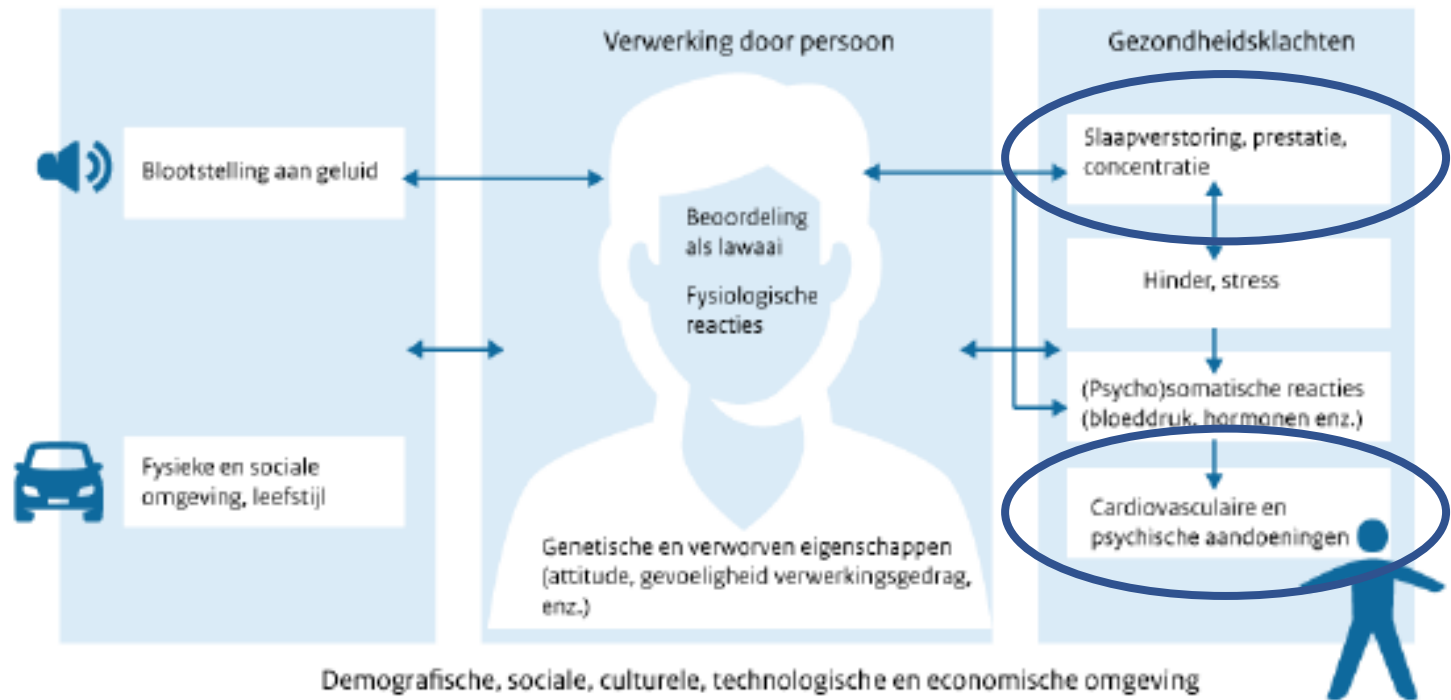 Verwerking door persoon
Gezondheidsklachten
Blootstelling aan geluid
Fysieke en sociale
omgeving, leefstijl
Beoordeling
als lawaai
Fysiologische
reacties
Genetische en verworven eigenschappen
(attitude, gevoeligheid verwerkingsgedrag,
enz.)
Slaapverstoring, prestatie,
concentratie
Hinder, stress
(Psycho)somatische reacties
(bloeddruk, hormonen enz.)
Cardiovasculaire en
psychische aandoeningen
Demografische, sociale, culturele, technologische en economische omgeving